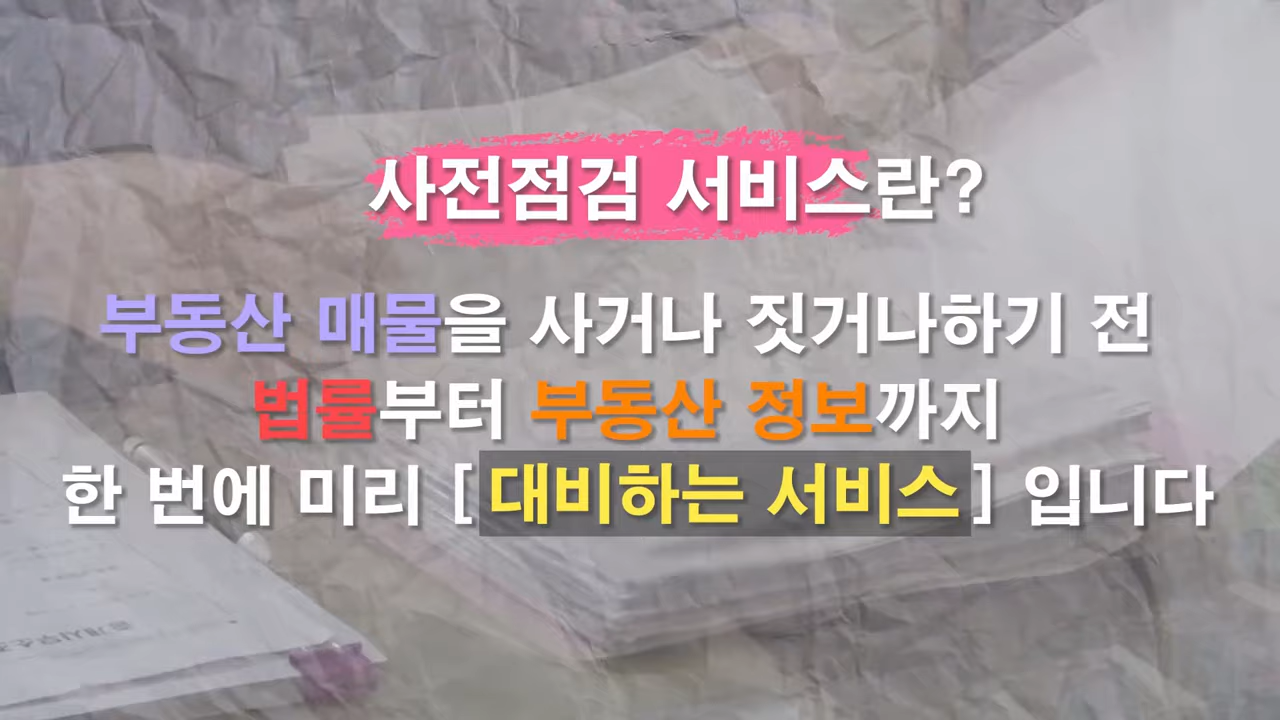 사전점검 서비스란?
부동산 매물을 사거나 짓거나하기 전
법률부터 부동산 정보까지
한 번에 미리 [대비하는 서비스] 입니다